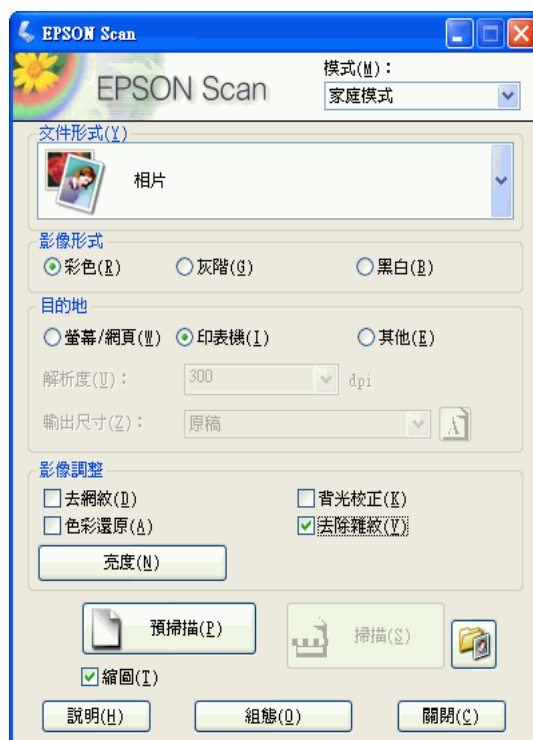 EPSON Scan
EPSON Scan
模式(M)：
家庭模式
文件形式(Y)
相片
影像形式
彩色(R) 灰階(G) 黑白(B)
目的地
螢幕/網頁(W) 印表機(I) 其他(E)
解析度(U)： 300 dpi
輸出尺寸(Z)： 原稿
影像調整
去網紋(D) 背光校正(K)
色彩還原(A) 去除雜紋(V)
亮度(N)
預掃描(P) 掃描(S)
縮圖(T)
說明(H) 組態(O) 關閉(C)